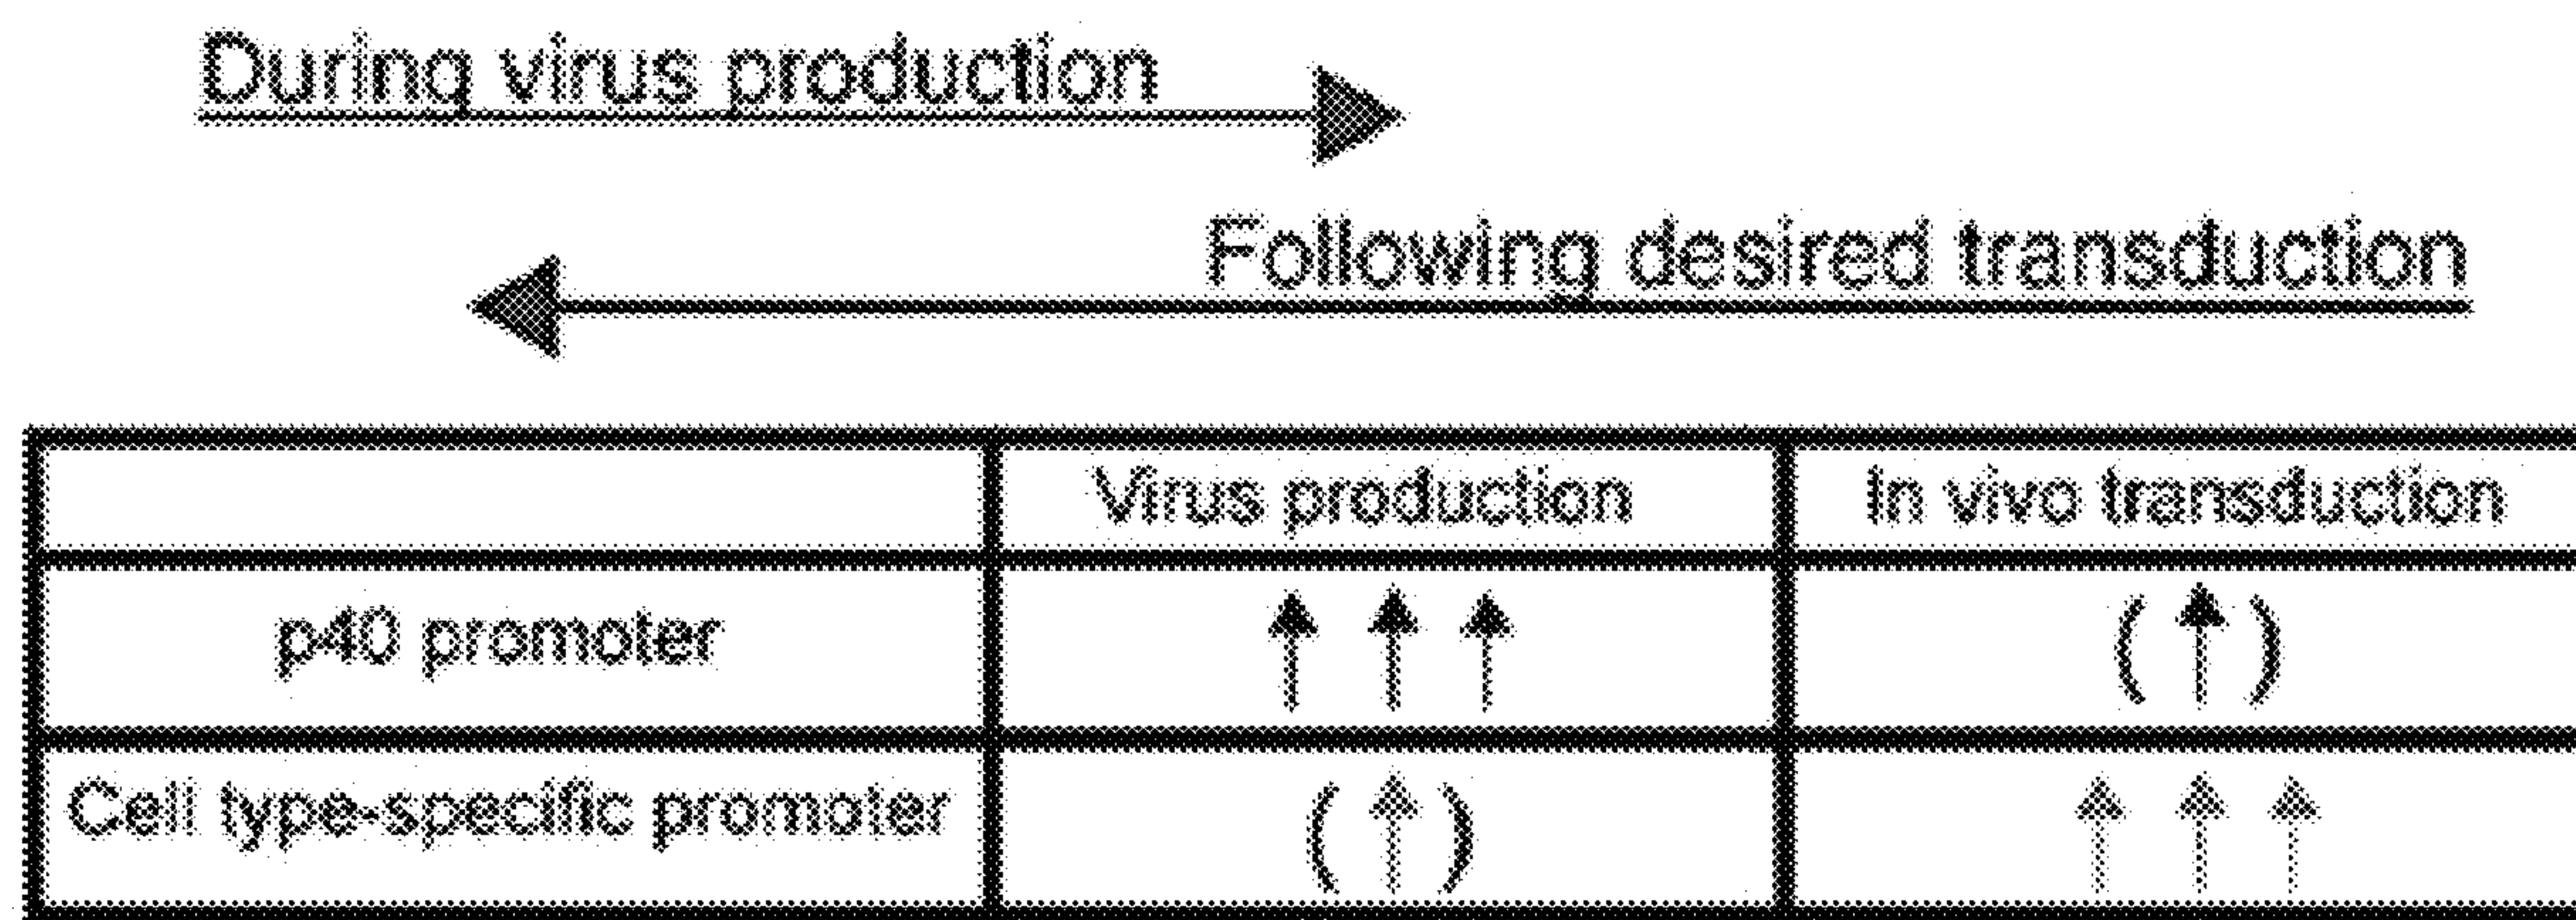 During virus production
Following desired transduction
Virus production In vivo transduction
p40 promoter ↑ ↑ ↑ ( ↑ )
Cell type-specific promoter ( ↑ ) ↑ ↑ ↑